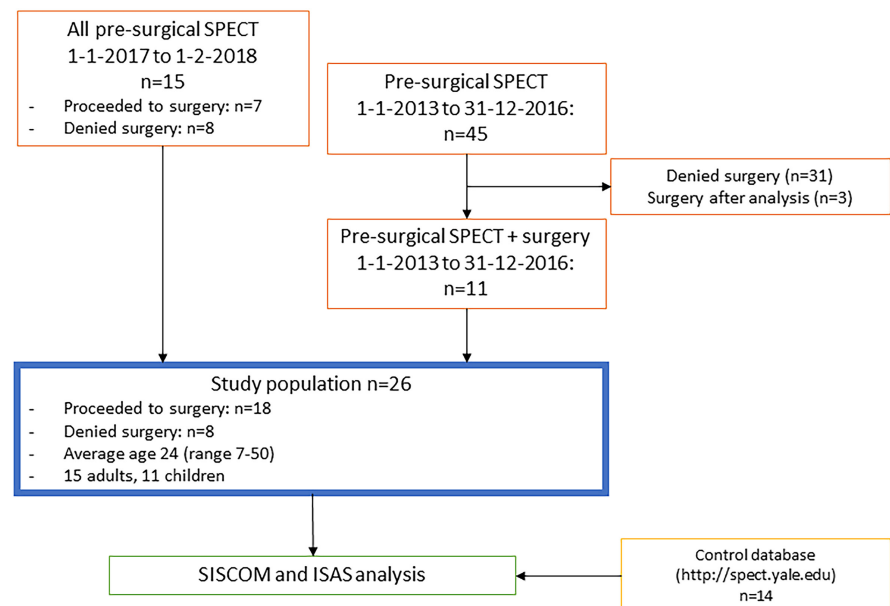 All pre-surgical SPECT
1-1-2017 to 1-2-2018
n=15
- Proceeded to surgery: n=7
- Denied surgery: n=8
Pre-surgical SPECT
1-1-2013 to 31-12-2016:
n=45
Denied surgery (n=31)
Surgery after analysis (n=3)
Pre-surgical SPECT + surgery
1-1-2013 to 31-12-2016:
n=11
Study population n=26
- Proceeded to surgery: n=18
- Denied surgery: n=8
- Average age 24 (range 7-50)
- 15 adults, 11 children
SISCOM and ISAS analysis
Control database
(http://spect.yale.edu)
n=14